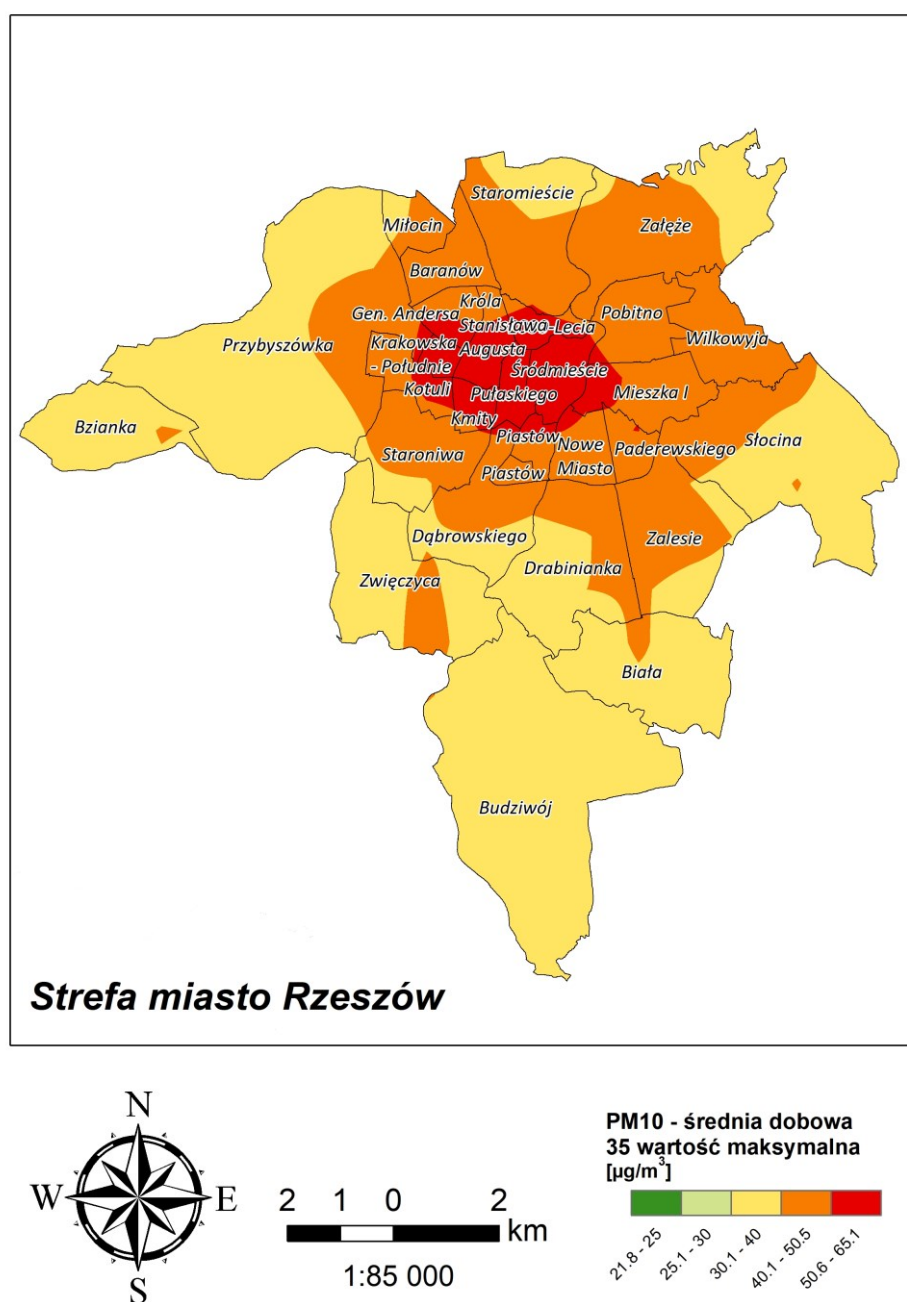 Staromieście
Miłocin
Załęże
Baranów
Króla
Gen. Andersa
Pobitno
Stanisława
-Lecia
Wilkowyja
Przybyszówka
Krakowska
Augusta
- Południe
Śródmieście
Kotuli
Pułaskiego
Mieszka I
Kmity
Bzianka
Piastów
Nowe
Paderewskiego
Słocina
Staroniwa
Piastów
Miasto
Dąbrowskiego
Zalesie
Drabinianka
Zwięczyca
Biała
Budziwój
Strefa miasto Rzeszów
N
W
E
S
2 1 0 2
km
1:85 000
PM10 - średnia dobowa
35 wartość maksymalna
[µg/m³]
21.8 - 25
25.1 - 30
30.1 - 40
40.1 - 50.5
50.6 - 65.1